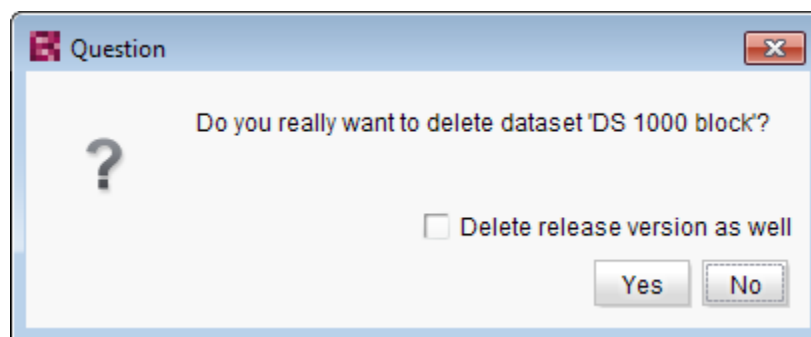 Question
Do you really want to delete dataset 'DS 1000 block'?
Delete release version as well
Yes No